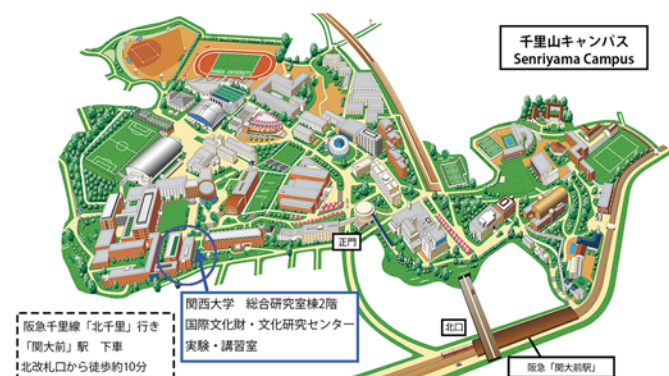 千里山キャンパス
Senriyama Campus
KANSAI UNIVERSITY
正門
関西大学 総合研究室棟2階
国際文化財・文化研究センター
実験・講習室
北口
阪急千里線「北千里」行き
「関大前」駅 下車
北改札口から徒歩約10分
阪急「関大前駅」